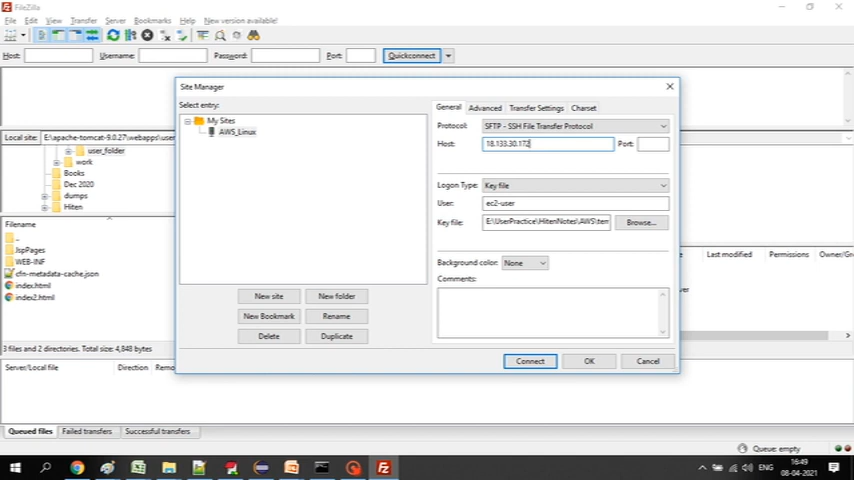 FileZilla
File Edit View Transfer Server Bookmarks Help New version available!
Host: Username: Password: Port: Quickconnect
Site Manager
Select entry:
My Sites
AWS_Linux
General Advanced Transfer Settings Charset
Protocol: SFTP - SSH File Transfer Protocol
Host: 18.133.30.172 Port:
Logon Type: Key file
User: ec2-user
Key file: E:\UserPractice\HitenNotes\AWS\tem Browse...
Background color: None
Comments:
New site New folder
New Bookmark Rename
Delete Duplicate
Connect OK Cancel
Local site: E:\apache-tomcat-9.0.27\webapps\user
user_folder
work
Books
Dec 2020
dumps
Hiten
Filename
..
JspPages
WEB-INF
cfn-metadata-cache.json
index.html
index2.html
3 files and 2 directories. Total size: 4,848 bytes
Last modified Permissions Owner/Gro
ver
Server/Local file Direction Remo
Queued files Failed transfers Successful transfers
Queue: empty
ENG
16:49
08-04-2021